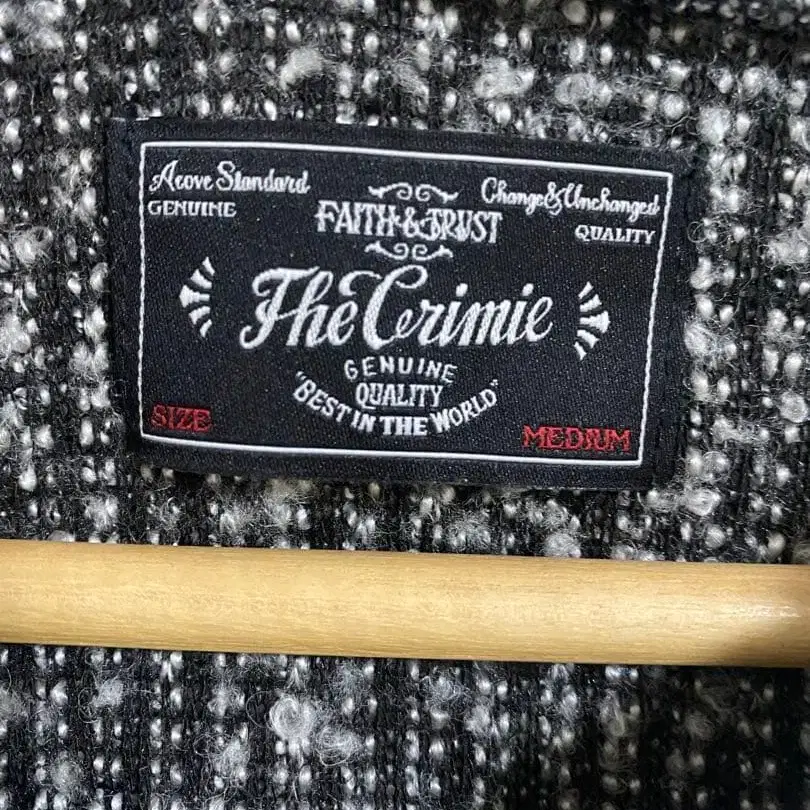 Acove Standard
GENUINE
FAITH & TRUST
Change & Unchanged
QUALITY
The Crimie
GENUINE
QUALITY
"BEST IN THE WORLD"
SIZE
MEDIUM